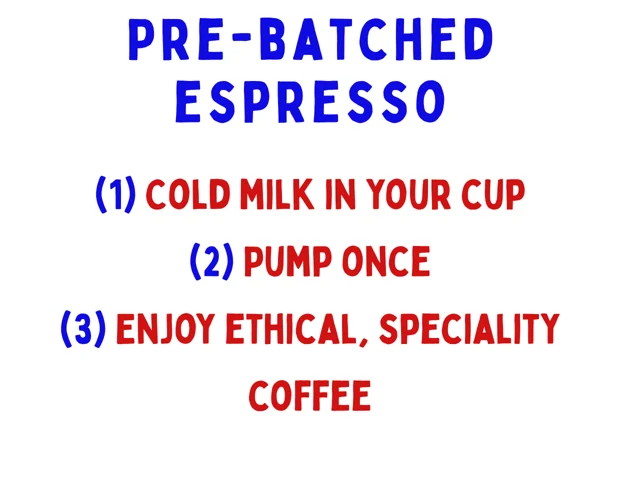 PRE-BATCHED
ESPRESSO
(1) COLD MILK IN YOUR CUP
(2) PUMP ONCE
(3) ENJOY ETHICAL, SPECIALITY
COFFEE